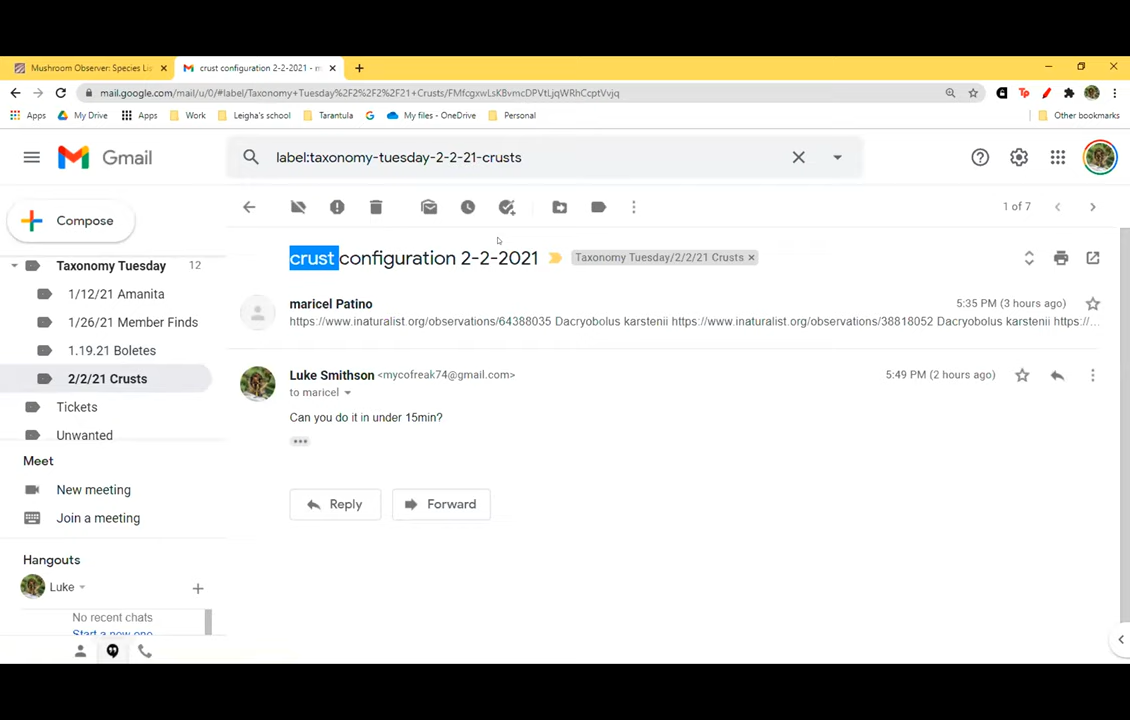 Mushroom Observer: Species Lis
crust configuration 2-2-2021 - m
mail.google.com/mail/u/0/#label/Taxonomy+Tuesday%2F2%2F2%2F21+Crusts/FMfcgxwLsKBvmcDPVtLjqWRhCcptVvjq
Apps My Drive Apps Work Leigha's school Tarantula My files - OneDrive Personal Other bookmarks
Gmail
label:taxonomy-tuesday-2-2-21-crusts
Compose
1 of 7
Taxonomy Tuesday 12
1/12/21 Amanita
1/26/21 Member Finds
1.19.21 Boletes
2/2/21 Crusts
Tickets
Unwanted
Meet
New meeting
Join a meeting
Hangouts
Luke
No recent chats
Start a new one
crust configuration 2-2-2021 Taxonomy Tuesday/2/2/21 Crusts
maricel Patino 5:35 PM (3 hours ago)
https://www.inaturalist.org/observations/64388035 Dacryobolus karstenii https://www.inaturalist.org/observations/38818052 Dacryobolus karstenii https://...
Luke Smithson <mycofreak74@gmail.com> 5:49 PM (2 hours ago)
to maricel
Can you do it in under 15min?
Reply Forward